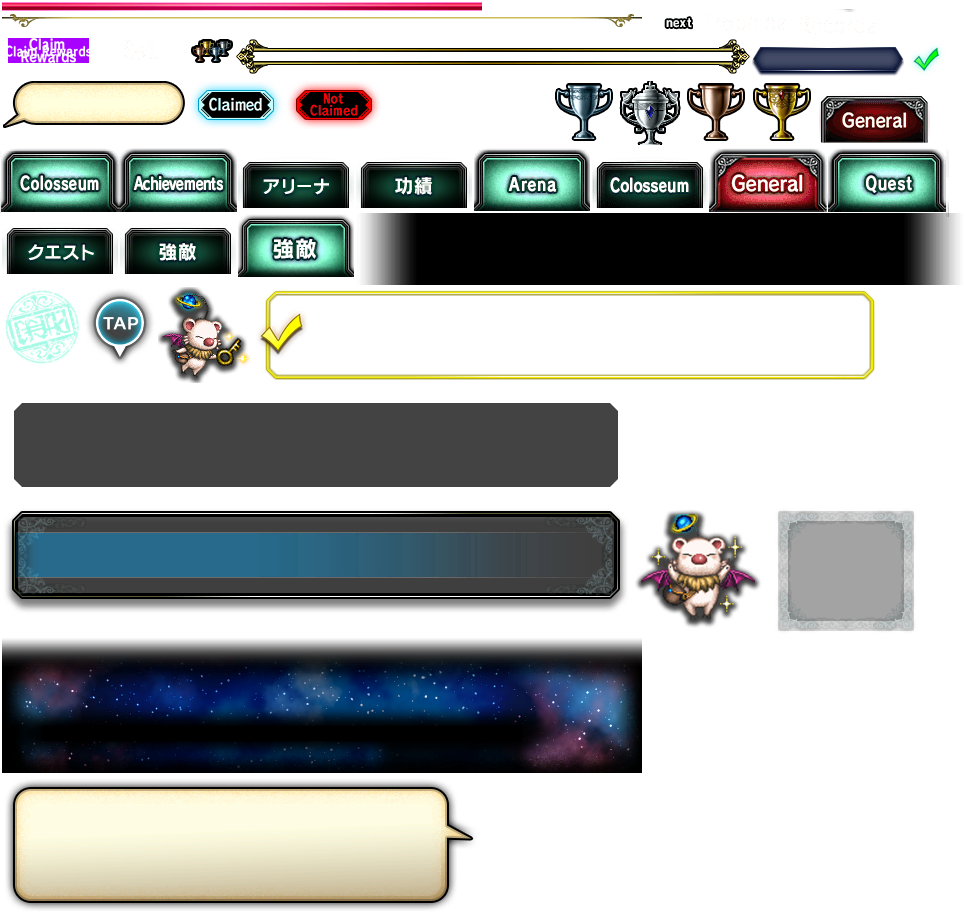 next
Claim
Rewards
Claim Rewards
Claimed
Not
Claimed
General
Colosseum
Achievements
アリーナ
功績
Arena
Colosseum
General
Quest
クエスト
強敵
強敵
TAP